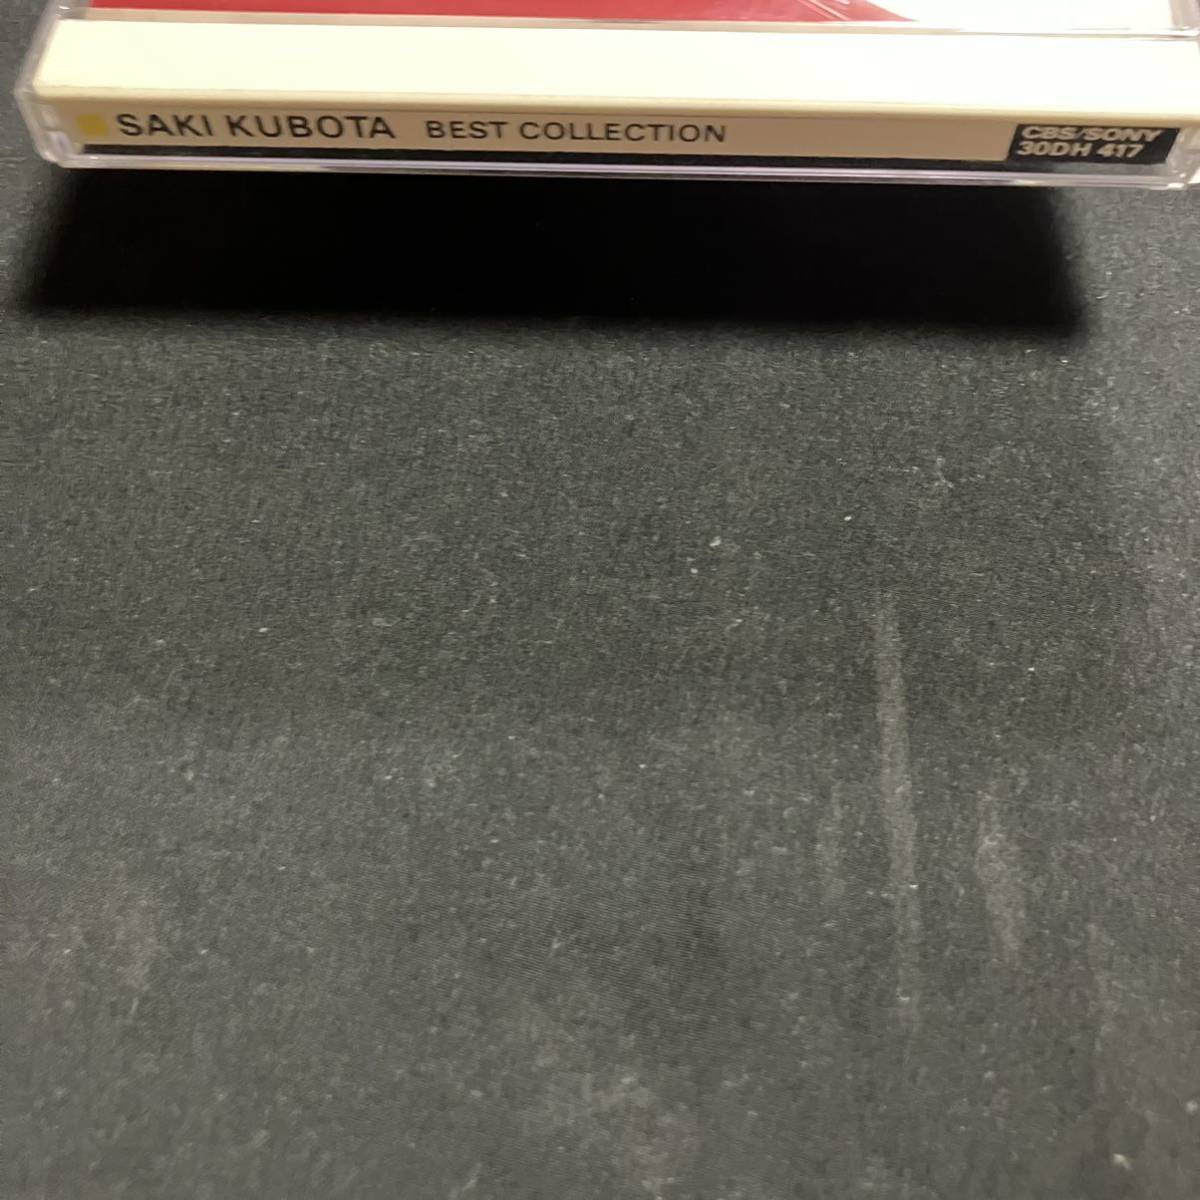 SAKI KUBOTA BEST COLLECTION
CBS/SONY
30DH 417